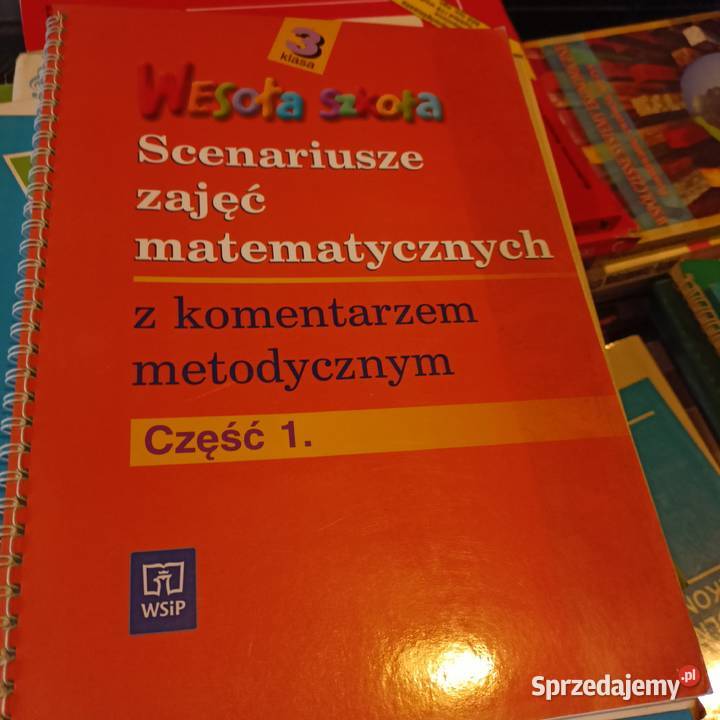 3
klasa
Wesoła szkoła
Scenariusze
zajęć
matematycznych
z komentarzem
metodycznym
Część 1.
WSiP
Sprzedajemy.pl